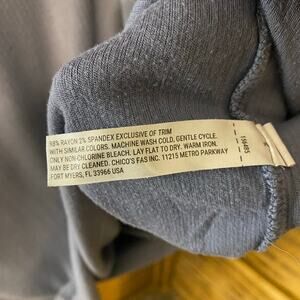 98% RAYON 2% SPANDEX EXCLUSIVE OF TRIM
WITH SIMILAR COLORS. MACHINE WASH COLD, GENTLE CYCLE.
ONLY NON-CHLORINE BLEACH. LAY FLAT TO DRY. WARM IRON.
MAY BE DRY CLEANED. CHICO'S FAS INC. 11215 METRO PARKWAY
FORT MYERS, FL 33966 USA